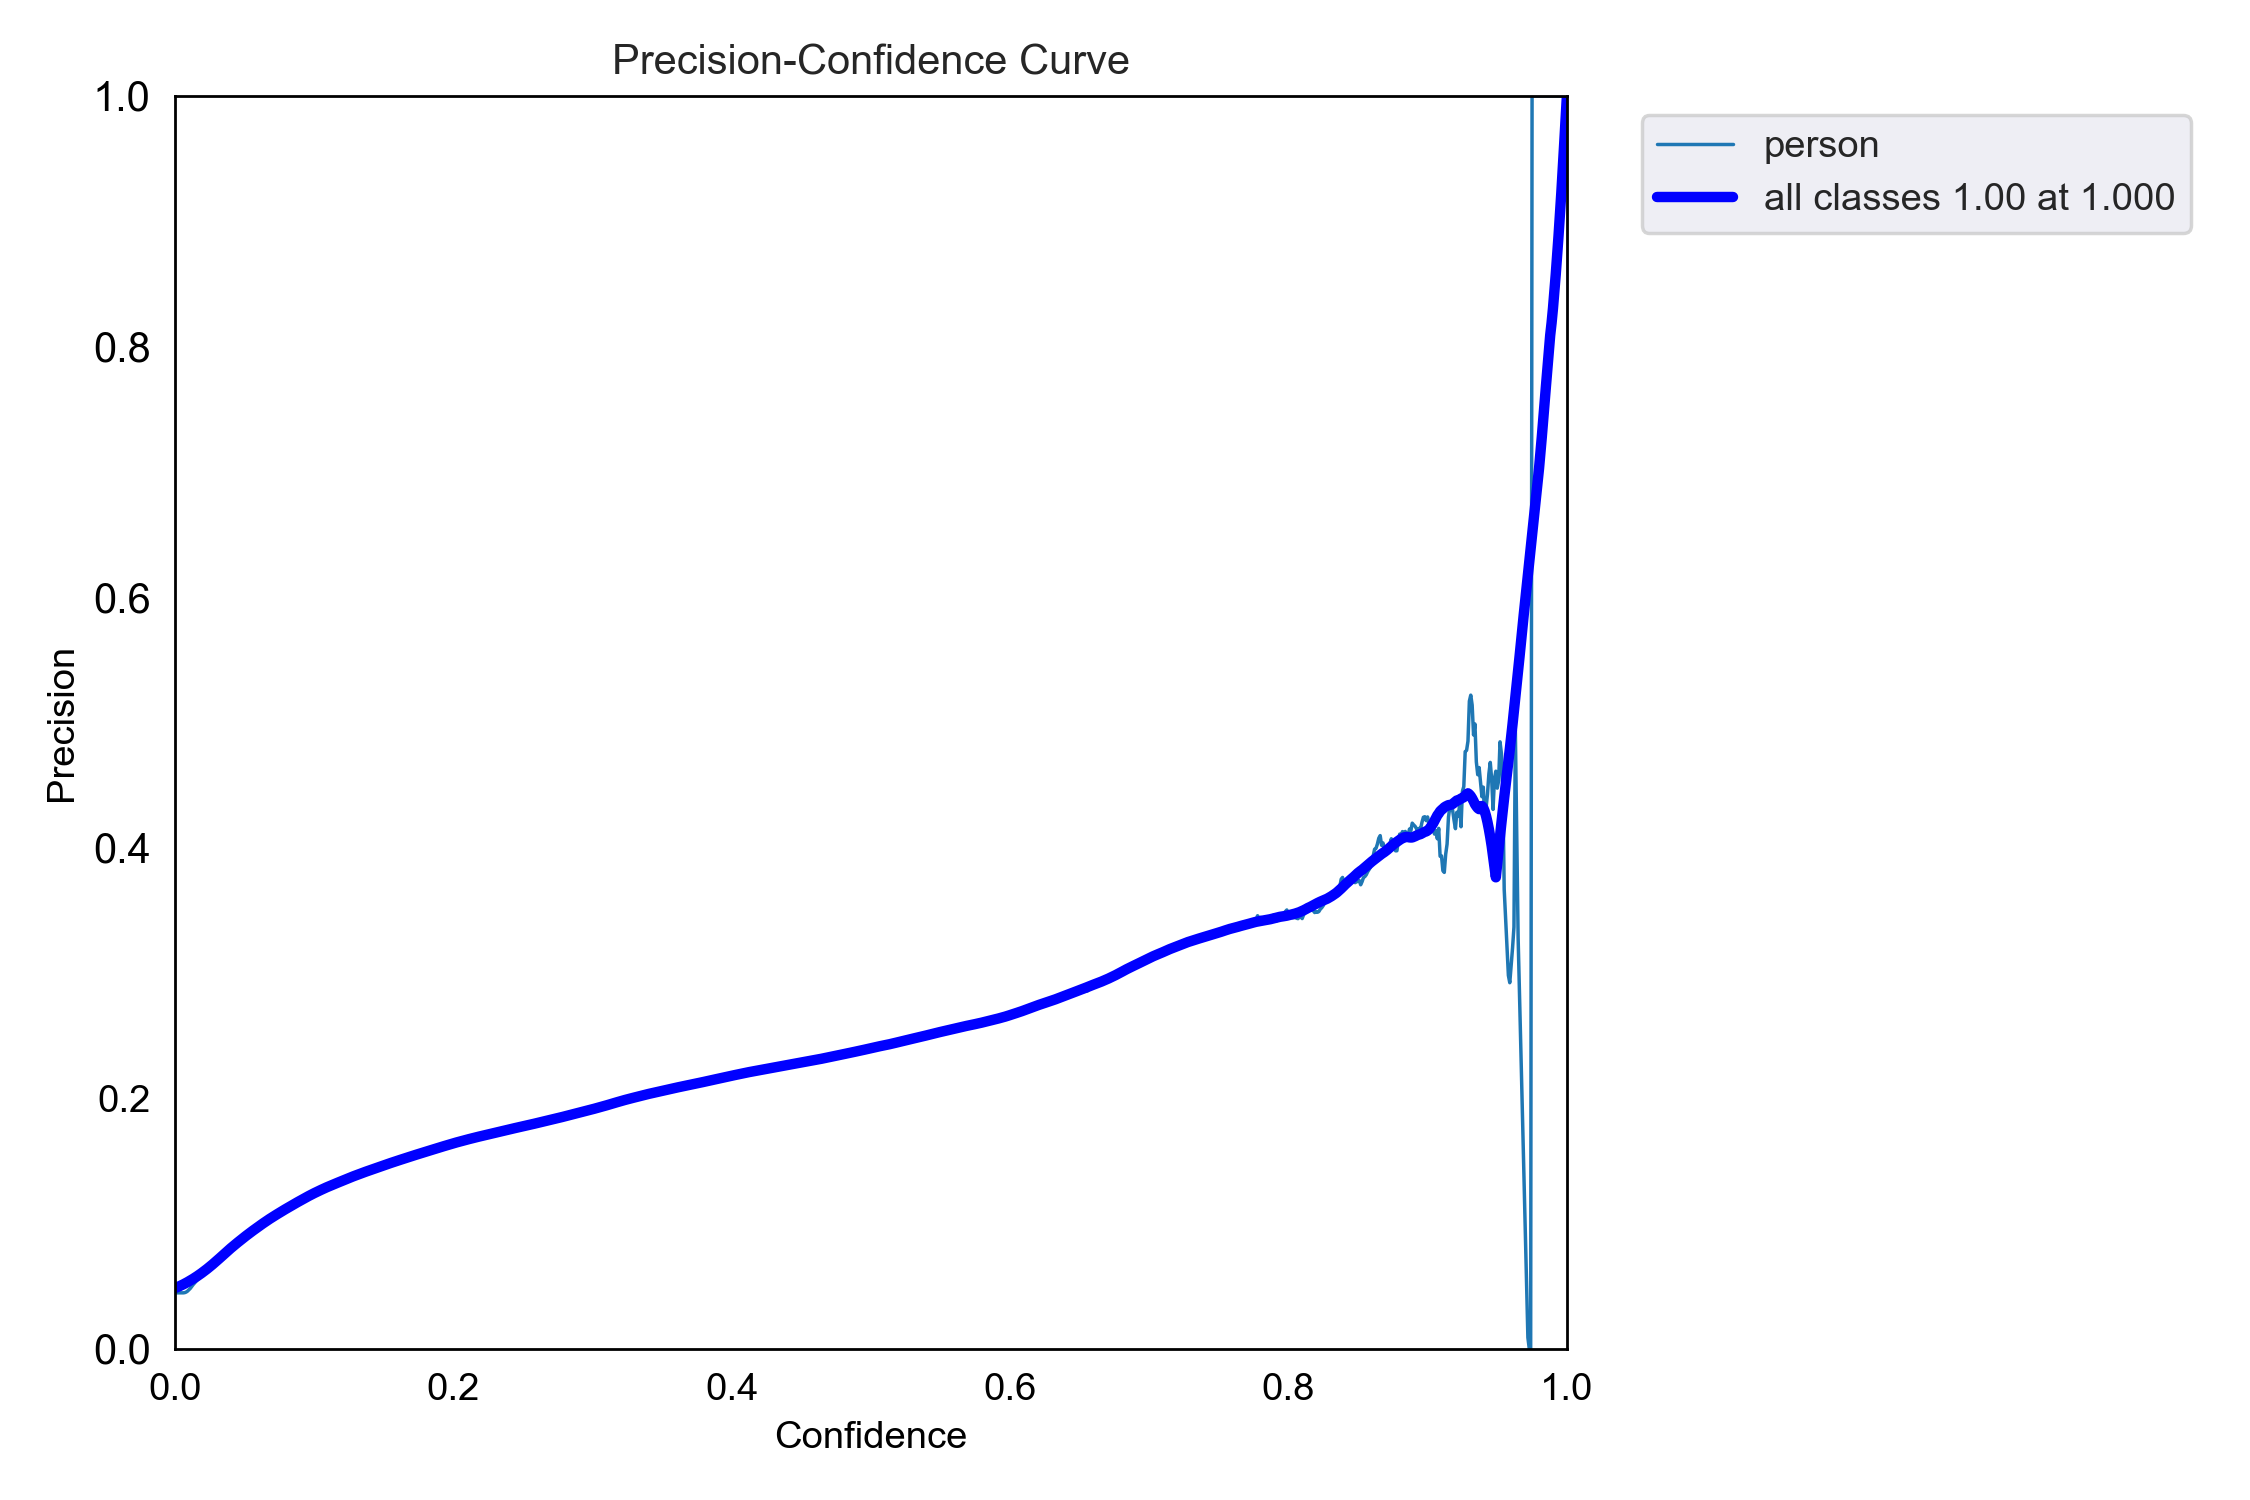 Precision-Confidence Curve
1.0
0.8
0.6
0.4
0.2
0.0
Precision
0.0 0.2 0.4 0.6 0.8 1.0
Confidence
person
all classes 1.00 at 1.000